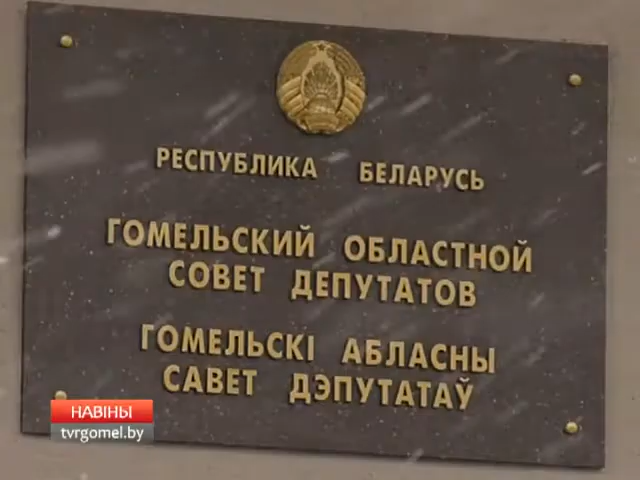 РЕСПУБЛИКА БЕЛАРУСЬ
ГОМЕЛЬСКИЙ ОБЛАСТНОЙ
СОВЕТ ДЕПУТАТОВ
ГОМЕЛЬСКІ АБЛАСНЫ
САВЕТ ДЭПУТАТАЎ
НАВІНЫ
tvrgomel.by